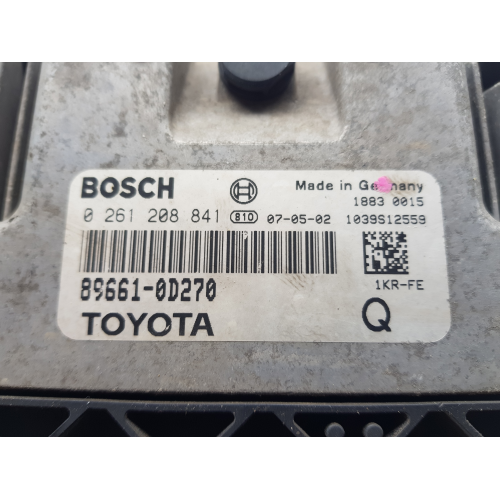 BOSCH Made in Germany
1883 0015
0 261 208 841 810 07-05-02 1039S12559
89661-0D270 1KR-FE
TOYOTA Q